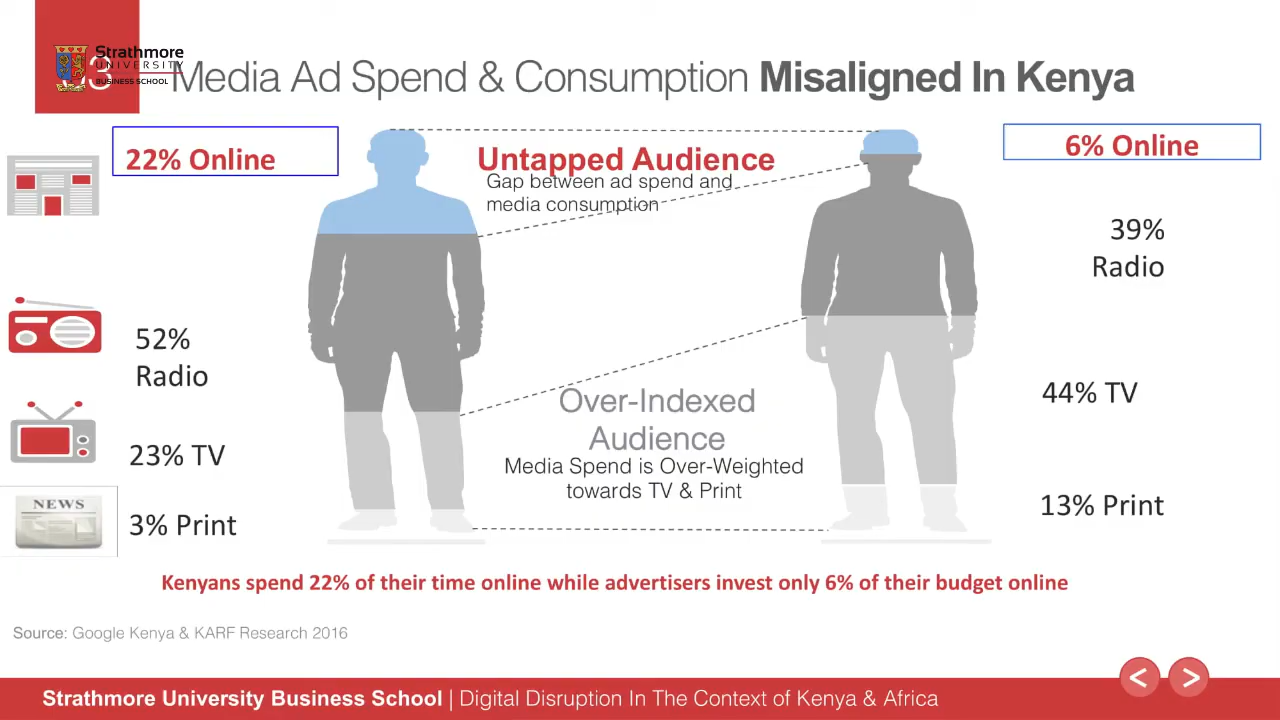 Strathmore
UNIVERSITY
BUSINESS SCHOOL
Media Ad Spend & Consumption Misaligned In Kenya
22% Online
Untapped Audience
Gap between ad spend and
media consumption
6% Online
39%
Radio
52%
Radio
44% TV
Over-Indexed
Audience
Media Spend is Over-Weighted
towards TV & Print
23% TV
NEWS
3% Print
13% Print
Kenyans spend 22% of their time online while advertisers invest only 6% of their budget online
Source: Google Kenya & KARF Research 2016
< >
Strathmore University Business School | Digital Disruption In The Context of Kenya & Africa